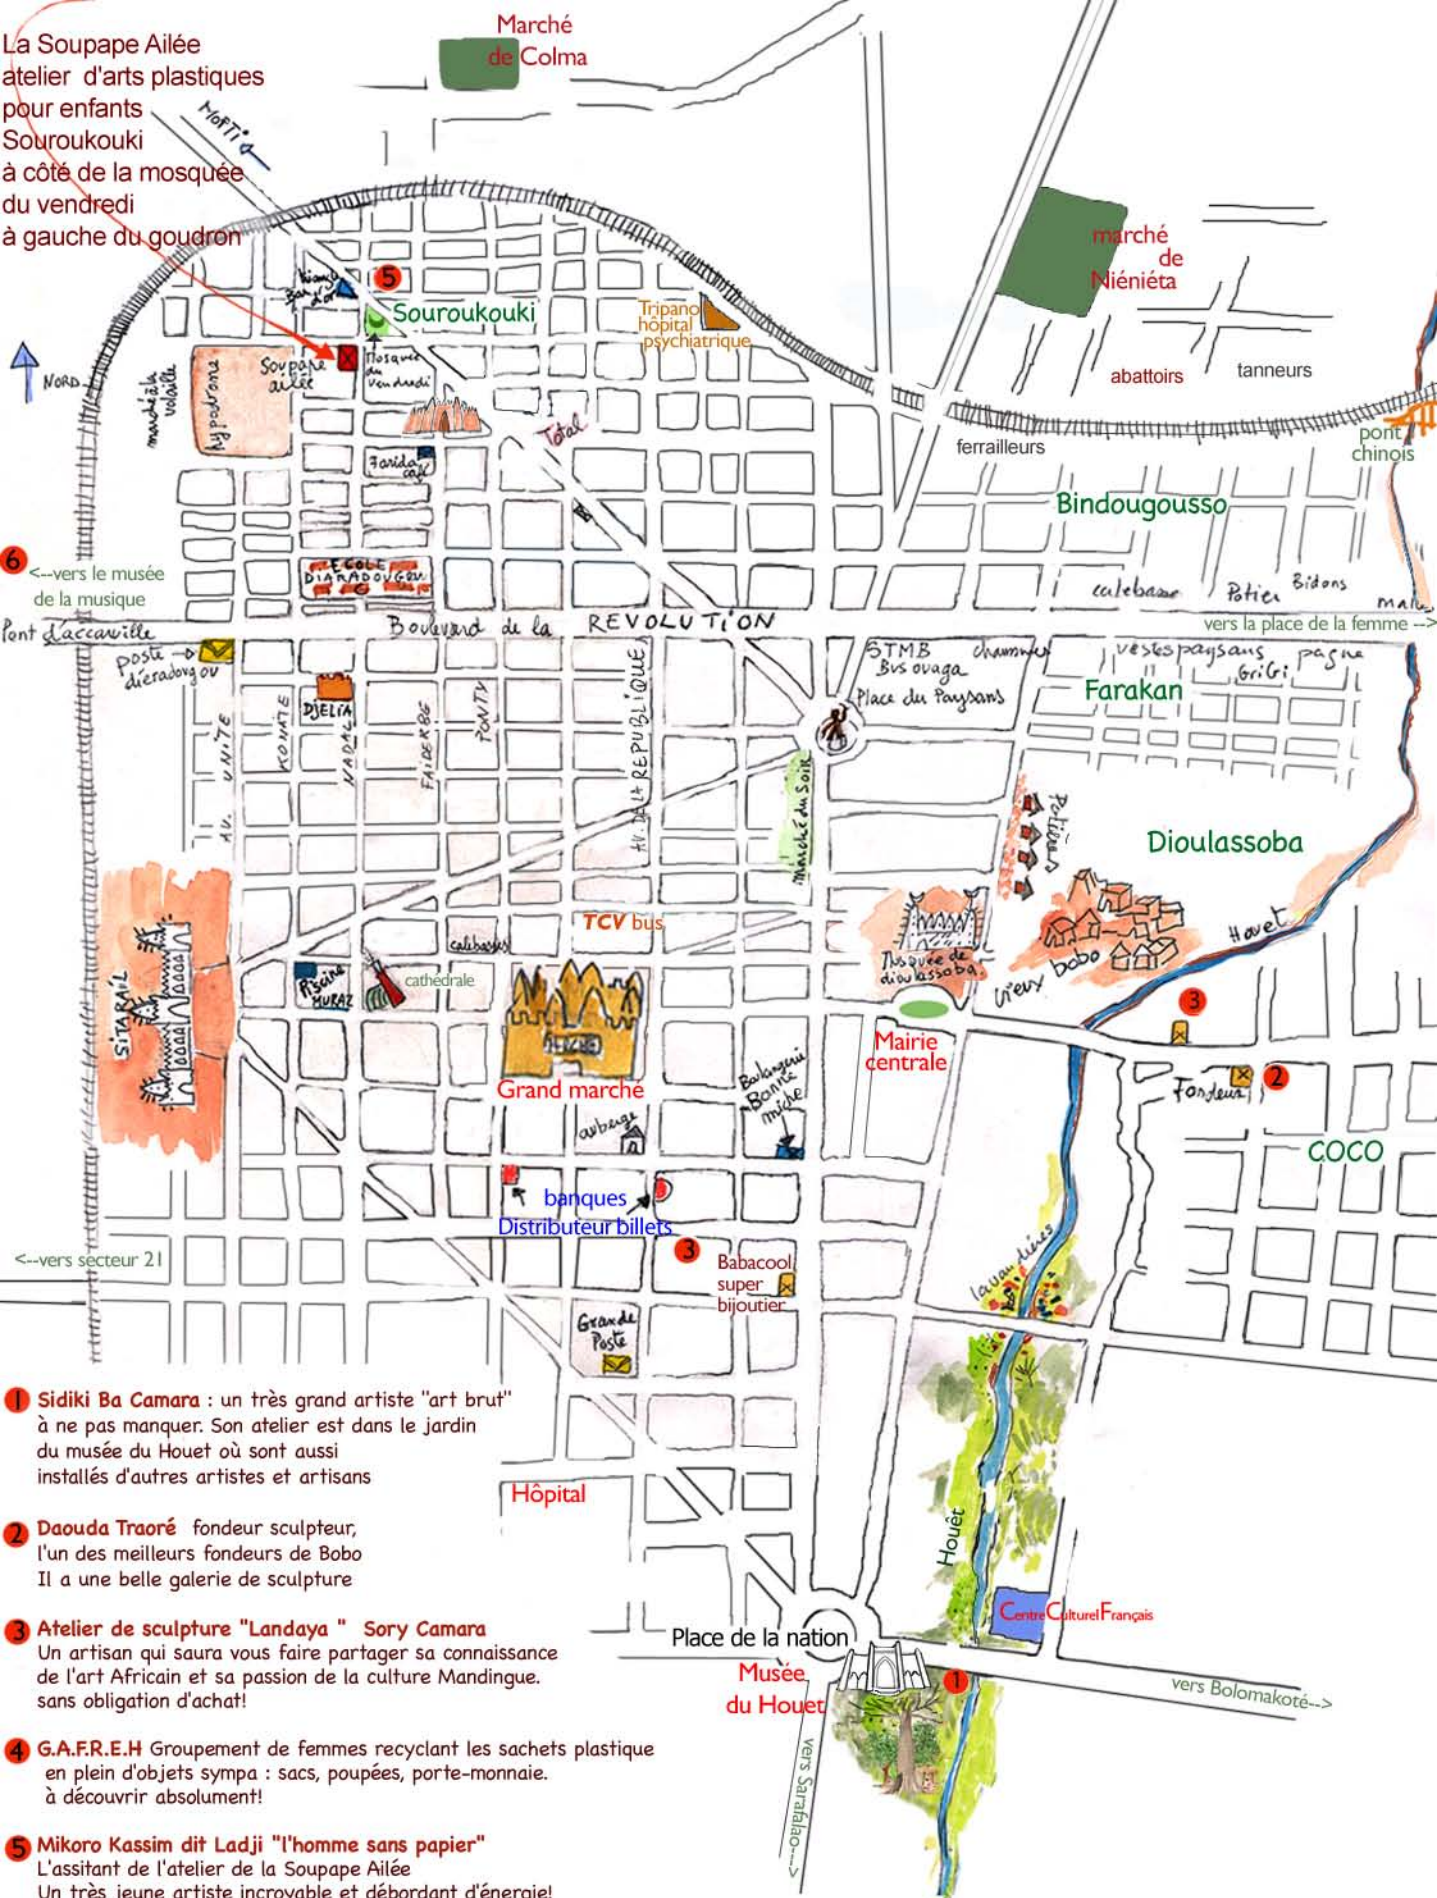 La Soupape Ailée
atelier d'arts plastiques
pour enfants
Souroukouki
à côté de la mosquée
du vendredi
à gauche du goudron
Marché
de Colma
MOPTI
NORD
marché de Niéniéta
abattoirs
tanneurs
ferrailleurs
pont
chinois
5
Souroukouki
Tripano
hôpital
psychiatrique
marché à la
volaille
hypodrome
Soupape
ailée
Mosquée
du
vendredi
Total
Farida
café
Bindougousso
6
<--vers le musée
de la musique
ECOLE
DIARADOUGOU
calebasse
Potier
Bidons
Pont d'accarville
Boulevard de la REVOLUTION
vers la place de la femme -->
poste
dieradougou
STMB
Bus ouaga
Place du Paysans
vestes paysans
pagne
GriGri
Farakan
DJELIA
AV. UNITE
KONATE
NADAL
FAIDERBE
PONTY
AV. DE LA REPUBLIQUE
marché du Soir
Potières
Dioulassoba
TCV bus
calebasses
SITARAIL
Piscine
MURAZ
cathédrale
Mosquée de
dioulassoba.
Vieux bobo
Houet
3
Grand marché
Mairie
centrale
Boulangerie
Banne
miche
Fondeur
2
auberge
COCO
banques
Distributeur billets
<--vers secteur 21
3
Babacool
super
bijoutier
lavandières
Grande
Poste
1 Sidiki Ba Camara : un très grand artiste "art brut"
à ne pas manquer. Son atelier est dans le jardin
du musée du Houet où sont aussi
installés d'autres artistes et artisans
Hôpital
2 Daouda Traoré fondeur sculpteur,
l'un des meilleurs fondeurs de Bobo
Il a une belle galerie de sculpture
Houêt
Centre Culturel Français
3 Atelier de sculpture "Landaya " Sory Camara
Un artisan qui saura vous faire partager sa connaissance
de l'art Africain et sa passion de la culture Mandingue.
sans obligation d'achat!
Place de la nation
Musée
du Houet
1
vers Bolomakoté-->
vers Sarafalao--->
4 G.A.F.R.E.H Groupement de femmes recyclant les sachets plastique
en plein d'objets sympa : sacs, poupées, porte-monnaie.
à découvrir absolument!
5 Mikoro Kassim dit Ladji "l'homme sans papier"
L'assitant de l'atelier de la Soupape Ailée
Un très jeune artiste incroyable et débordant d'énergie!